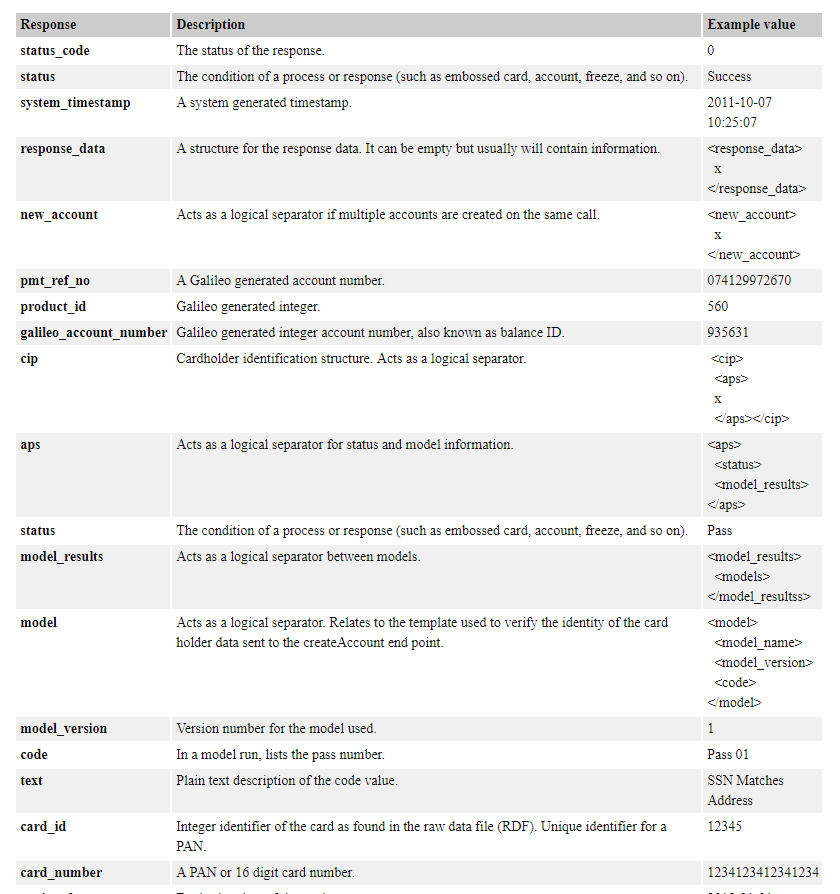 Response Description Example value
status_code The status of the response. 0
status The condition of a process or response (such as embossed card, account, freeze, and so on). Success
system_timestamp A system generated timestamp. 2011-10-07
10:25:07
response_data A structure for the response data. It can be empty but usually will contain information. <response_data>
x
</response_data>
new_account Acts as a logical separator if multiple accounts are created on the same call. <new_account>
x
</new_account>
pmt_ref_no A Galileo generated account number. 074129972670
product_id Galileo generated integer. 560
galileo_account_number Galileo generated integer account number, also known as balance ID. 935631
cip Cardholder identification structure. Acts as a logical separator. <cip>
<aps>
x
</aps></cip>
aps Acts as a logical separator for status and model information. <aps>
<status>
<model_results>
</aps>
status The condition of a process or response (such as embossed card, account, freeze, and so on). Pass
model_results Acts as a logical separator between models. <model_results>
<models>
</model_resultss>
model Acts as a logical separator. Relates to the template used to verify the identity of the card <model>
holder data sent to the createAccount end point. <model_name>
<model_version>
<code>
</model>
model_version Version number for the model used. 1
code In a model run, lists the pass number. Pass 01
text Plain text description of the code value. SSN Matches
Address
card_id Integer identifier of the card as found in the raw data file (RDF). Unique identifier for a 12345
PAN.
card_number A PAN or 16 digit card number. 1234123412341234